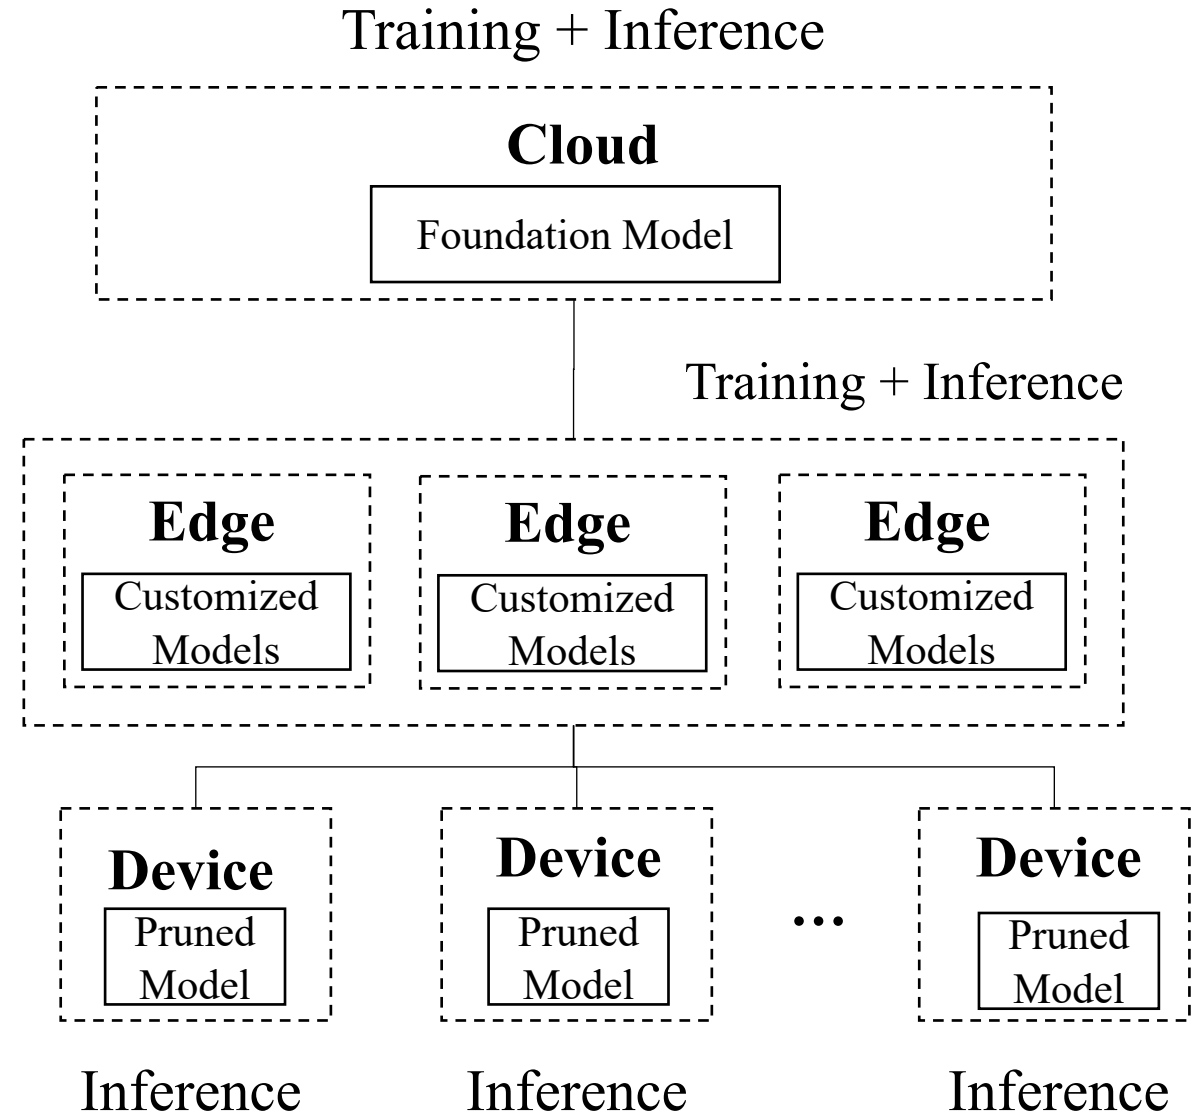 Training + Inference
Cloud
Foundation Model
Training + Inference
Edge
Customized
Models
Edge
Customized
Models
Edge
Customized
Models
Device
Pruned
Model
Device
Pruned
Model
...
Device
Pruned
Model
Inference
Inference
Inference